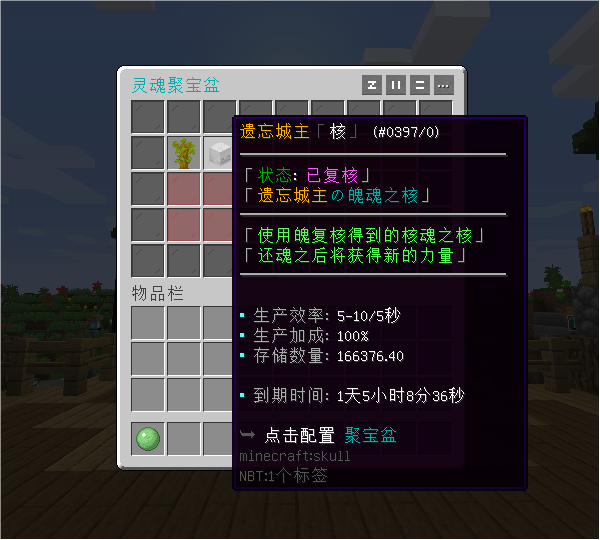 灵魂聚宝盆
遗忘城主「核」 (#0397/0)
「状态: 已复核」
「遗忘城主の魄魂之核」
「使用魄复核得到的核魂之核」
「还魂之后将获得新的力量」
物品栏
▪ 生产效率: 5-10/5秒
▪ 生产加成: 100%
▪ 存储数量: 166376.40
▪ 到期时间: 1天5小时8分36秒
➥ 点击配置 聚宝盆
minecraft:skull
NBT:1个标签